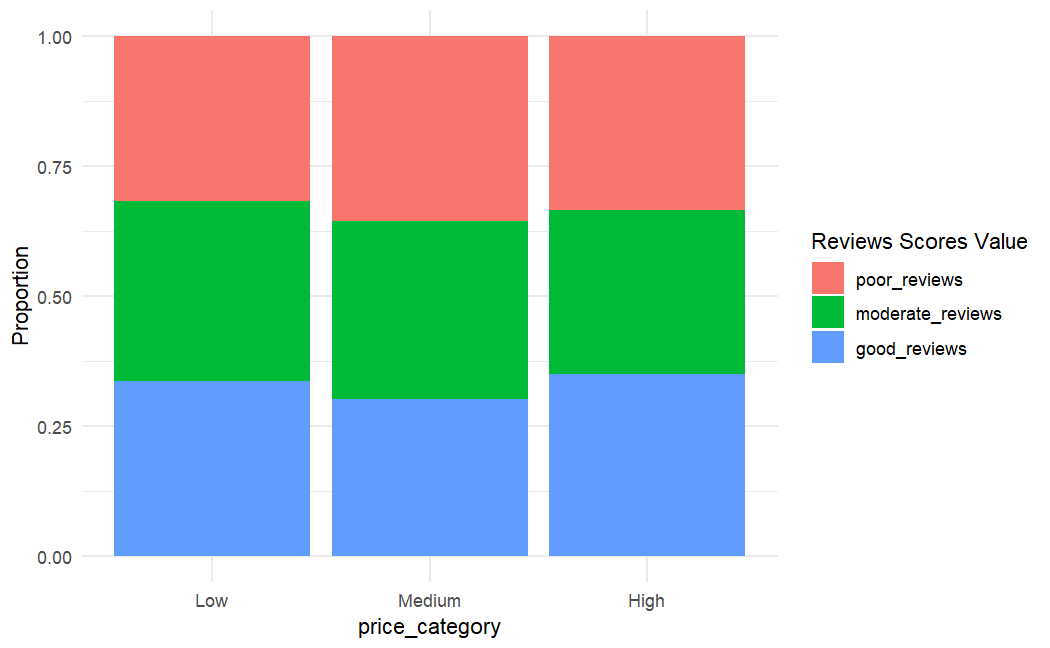 1.00
0.75
0.50
0.25
0.00
Proportion
Low Medium High
price_category
Reviews Scores Value
poor_reviews
moderate_reviews
good_reviews